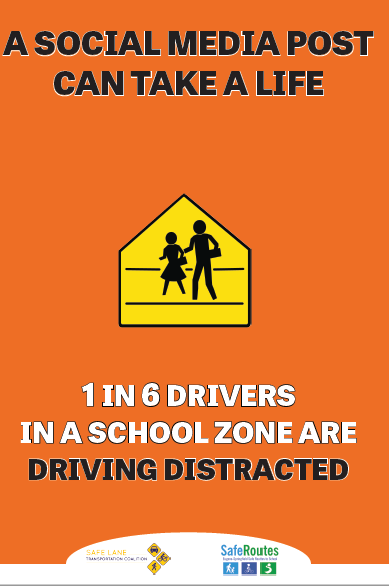 A SOCIAL MEDIA POST
CAN TAKE A LIFE
1 IN 6 DRIVERS
IN A SCHOOL ZONE ARE
DRIVING DISTRACTED
SAFE LANE
TRANSPORTATION COALITION
SafeRoutes